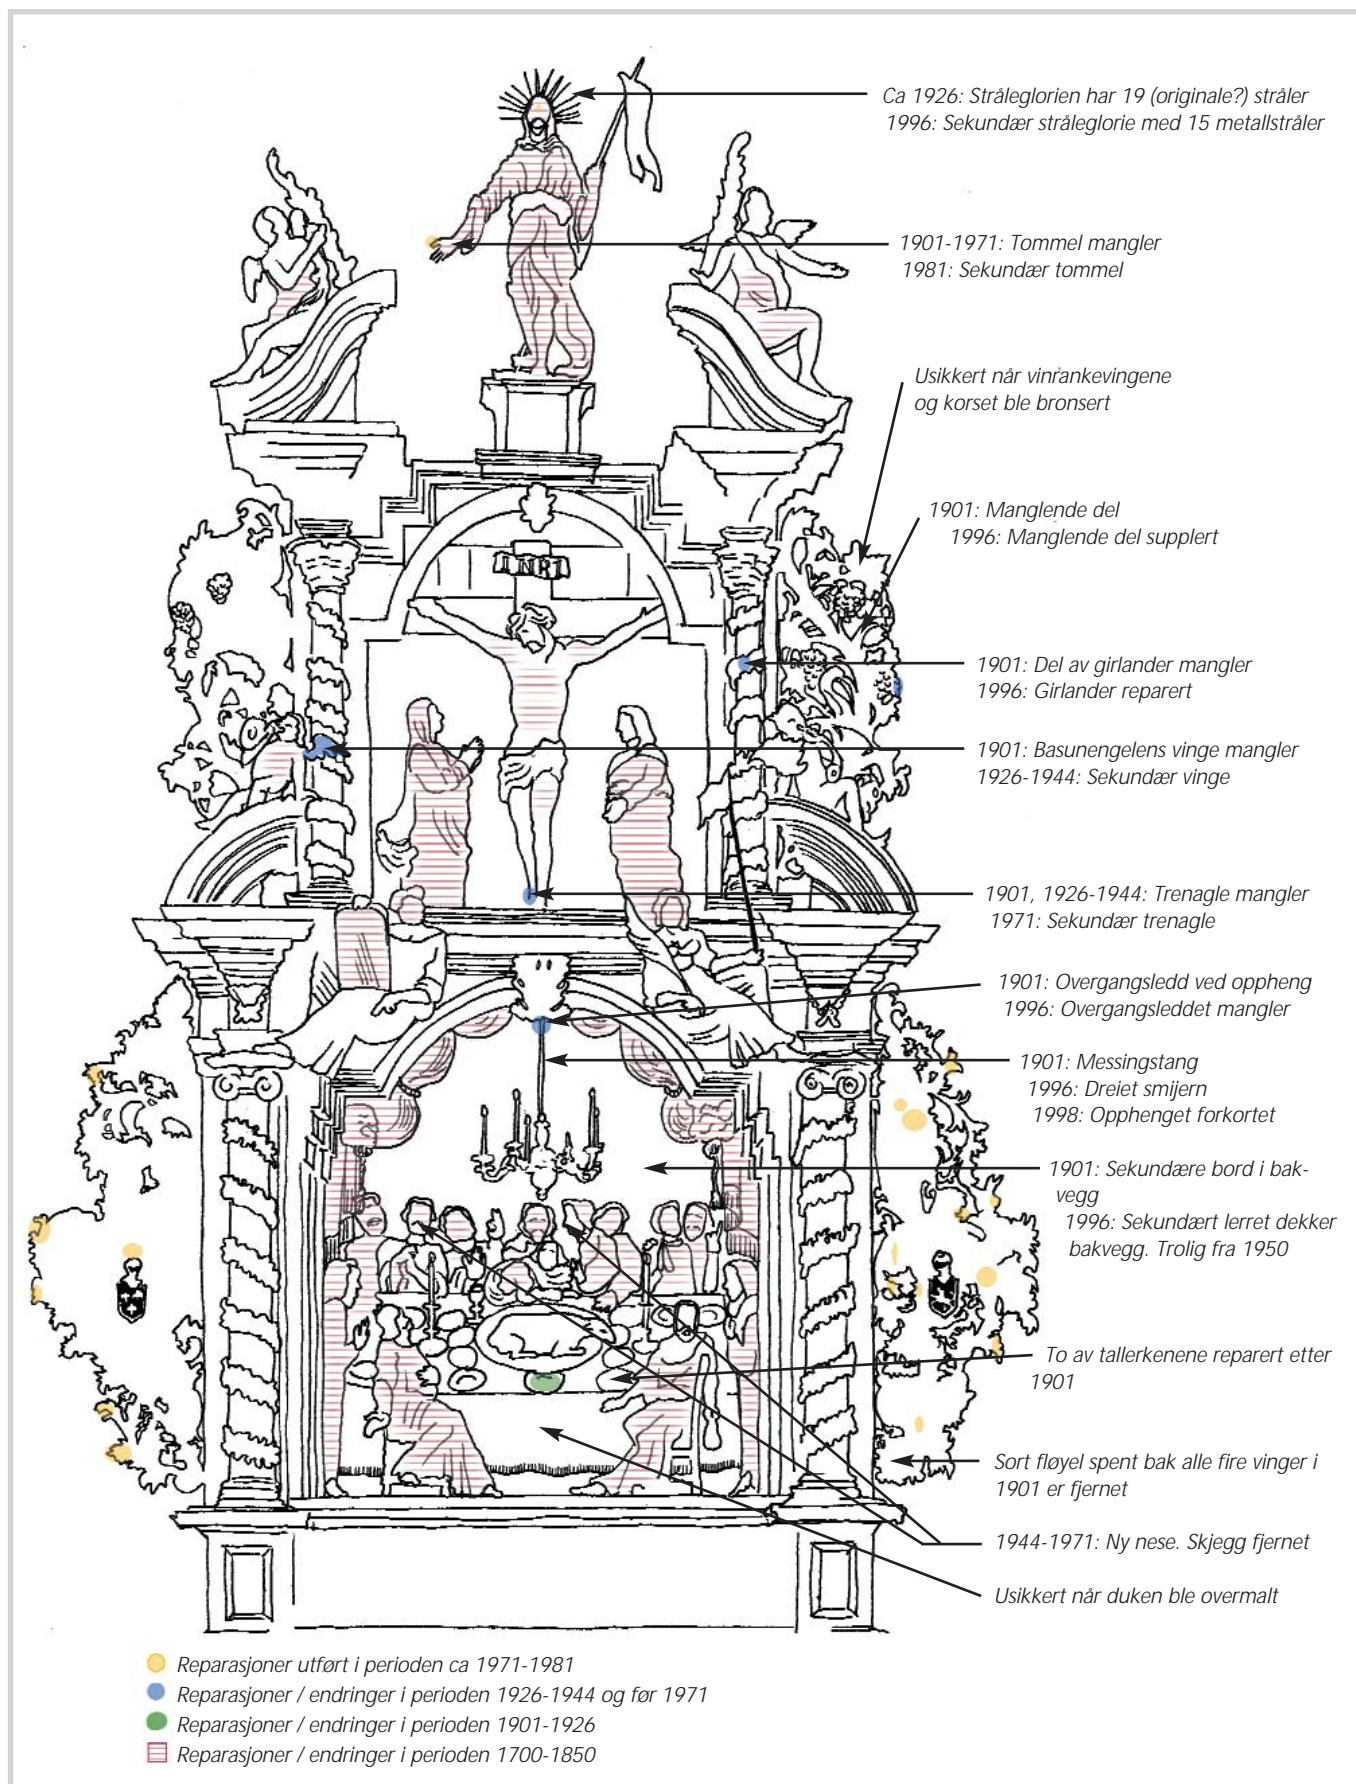 Ca 1926: Stråleglorien har 19 (originale?) stråler
1996: Sekundær stråleglorie med 15 metallstråler
1901-1971: Tommel mangler
1981: Sekundær tommel
Usikkert når vinrankevingene
og korset ble bronsert
1901: Manglende del
1996: Manglende del supplert
INRI
1901: Del av girlander mangler
1996: Girlander reparert
1901: Basunengelens vinge mangler
1926-1944: Sekundær vinge
1901, 1926-1944: Trenagle mangler
1971: Sekundær trenagle
1901: Overgangsledd ved oppheng
1996: Overgangsleddet mangler
1901: Messingstang
1996: Dreiet smijern
1998: Opphenget forkortet
1901: Sekundære bord i bak-
vegg
1996: Sekundært lerret dekker
bakvegg. Trolig fra 1950
To av tallerkenene reparert etter
1901
Sort fløyel spent bak alle fire vinger i
1901 er fjernet
1944-1971: Ny nese. Skjegg fjernet
Usikkert når duken ble overmalt
Reparasjoner utført i perioden ca 1971-1981
Reparasjoner / endringer i perioden 1926-1944 og før 1971
Reparasjoner / endringer i perioden 1901-1926
Reparasjoner / endringer i perioden 1700-1850